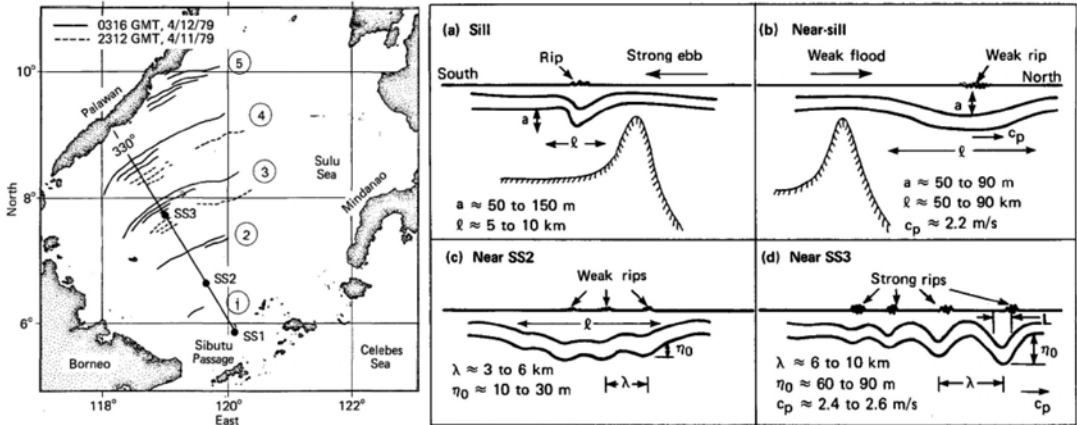 0316 GMT, 4/12/79
2312 GMT, 4/11/79
10°
8°
6°
North
118°
120°
122°
East
Palawan
330°
5
4
3
2
1
SS3
SS2
SS1
Sulu
Sea
Mindanao
Borneo
Sibutu
Passage
Celebes
Sea
(a) Sill
South
Rip
Strong ebb
a
ℓ
a ≈ 50 to 150 m
ℓ ≈ 5 to 10 km
(b) Near-sill
Weak flood
Weak rip
North
a
cp
ℓ
a ≈ 50 to 90 m
ℓ ≈ 50 to 90 km
cp ≈ 2.2 m/s
(c) Near SS2
Weak rips
ℓ
η0
λ ≈ 3 to 6 km
η0 ≈ 10 to 30 m
λ
(d) Near SS3
Strong rips
L
η0
λ ≈ 6 to 10 km
η0 ≈ 60 to 90 m
λ
cp ≈ 2.4 to 2.6 m/s
cp